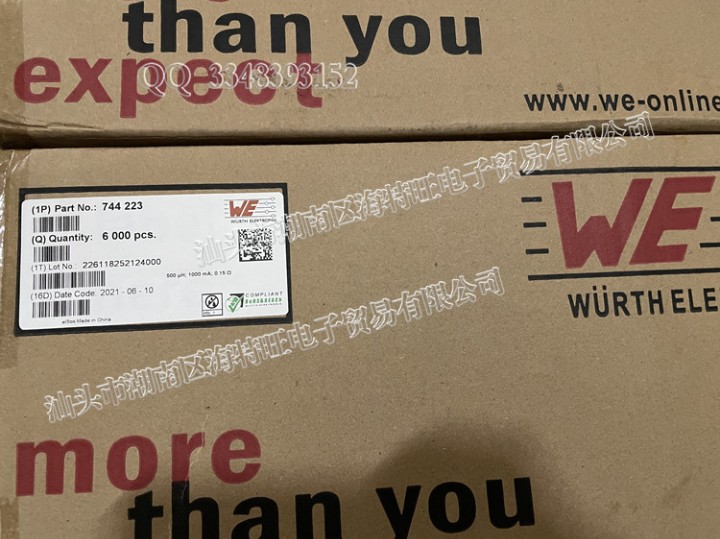 than you
expect
QQ 3348393152
www.we-online
汕头市潮南区海特旺电子贸易有限公司
(1P) Part No.: 744 223
WE
WÜRTH ELEKTRONIK
(Q) Quantity: 6 000 pcs.
(1T) Lot No.: 226118252124000
500 µH; 1000 mA; 0.15 Ω
(16D) Date Code: 2021 - 06 - 10
COMPLIANT
eiSos Made in China
WE
WÜRTH ELE
汕头市潮南区海特旺电子贸易有限公司
more
than you